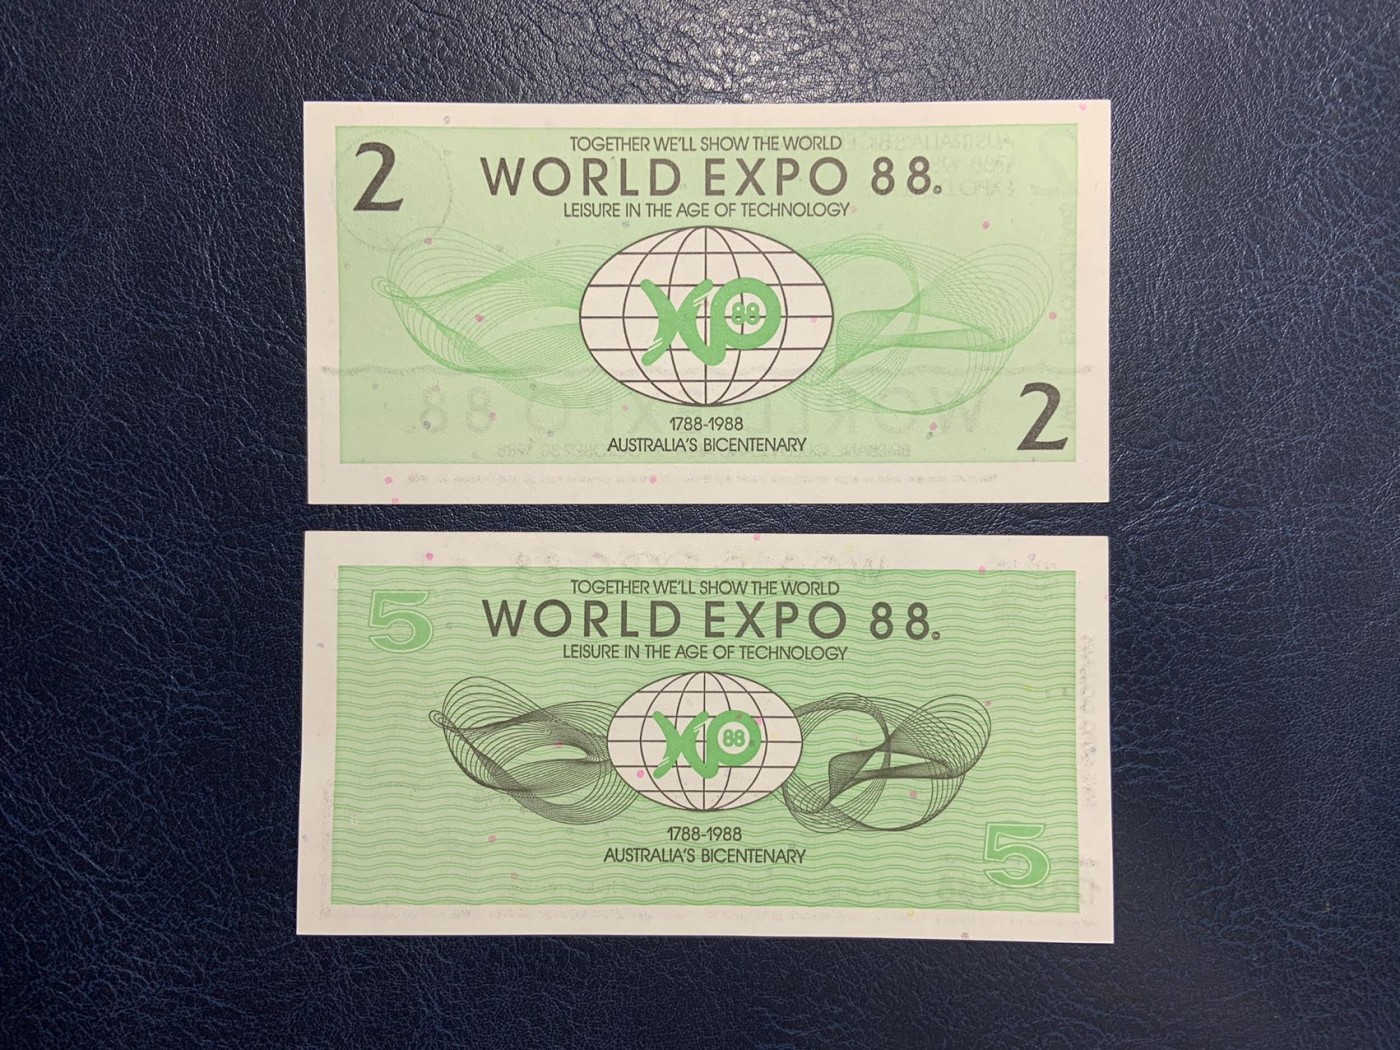 2
TOGETHER WE'LL SHOW THE WORLD
WORLD EXPO 88.
LEISURE IN THE AGE OF TECHNOLOGY
XPO
88
1788-1988
AUSTRALIA'S BICENTENARY
2
5
TOGETHER WE'LL SHOW THE WORLD
WORLD EXPO 88.
LEISURE IN THE AGE OF TECHNOLOGY
XPO
88
1788-1988
AUSTRALIA'S BICENTENARY
5